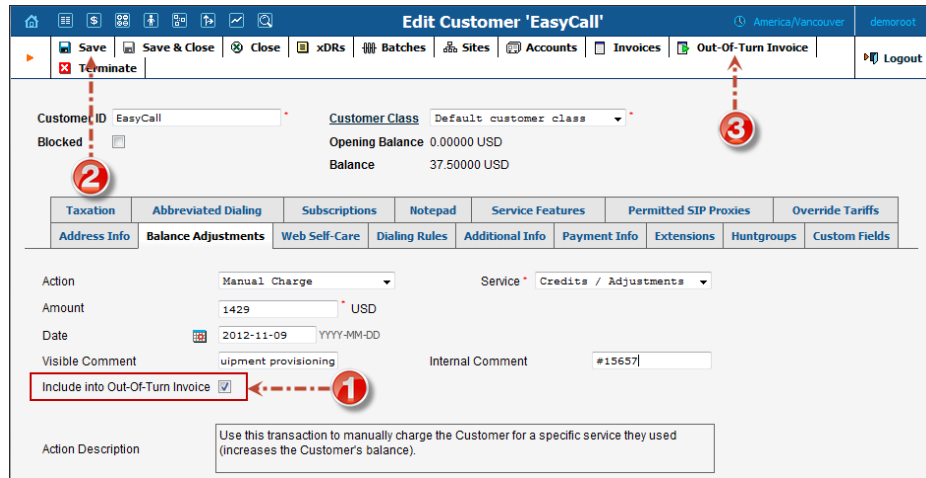 Edit Customer 'EasyCall' America/Vancouver demoroot
Save Save & Close Close xDRs Batches Sites Accounts Invoices Out-Of-Turn Invoice
Terminate Logout
Customer ID EasyCall * Customer Class Default customer class *
Blocked Opening Balance 0.00000 USD
3
Balance 37.50000 USD
2
Taxation Abbreviated Dialing Subscriptions Notepad Service Features Permitted SIP Proxies Override Tariffs
Address Info Balance Adjustments Web Self-Care Dialing Rules Additional Info Payment Info Extensions Huntgroups Custom Fields
Action Manual Charge Service * Credits / Adjustments
Amount 1429 * USD
Date 2012-11-09 YYYY-MM-DD
Visible Comment uipment provisioning Internal Comment #15657
Include into Out-Of-Turn Invoice 1
Use this transaction to manually charge the Customer for a specific service they used
Action Description (increases the Customer's balance).